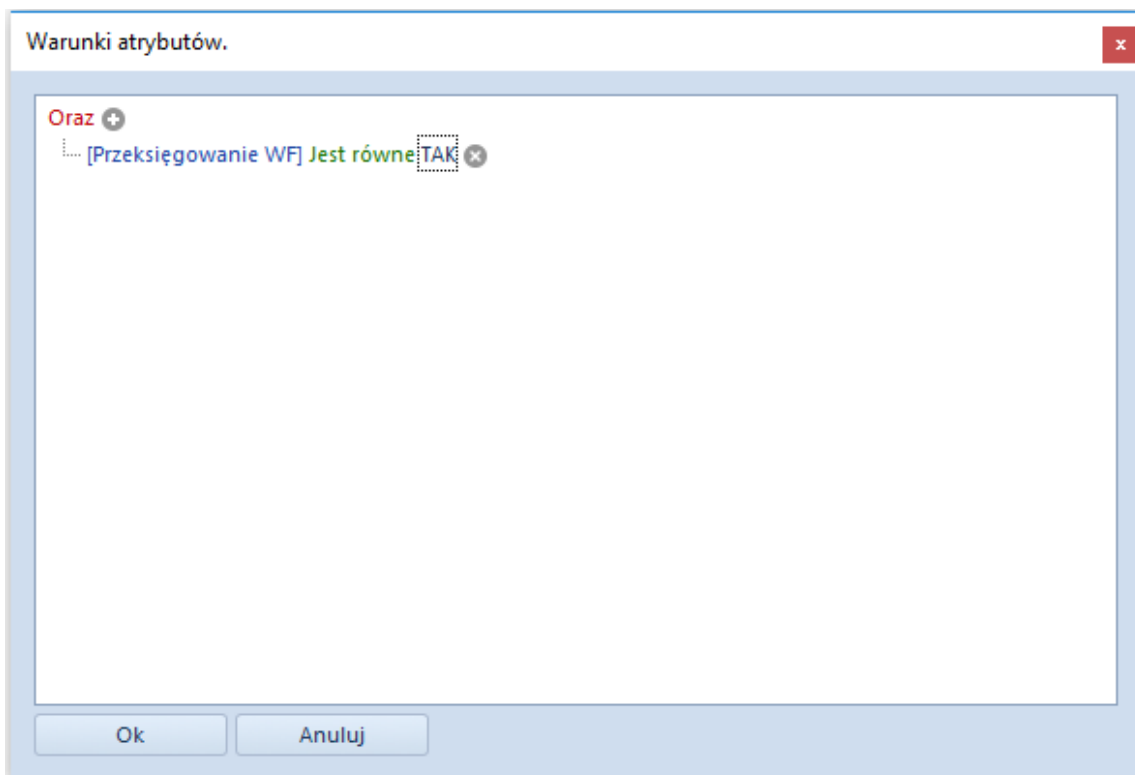 Warunki atrybutów.
x
Oraz
[Przeksięgowanie WF] Jest równe TAK
Ok Anuluj